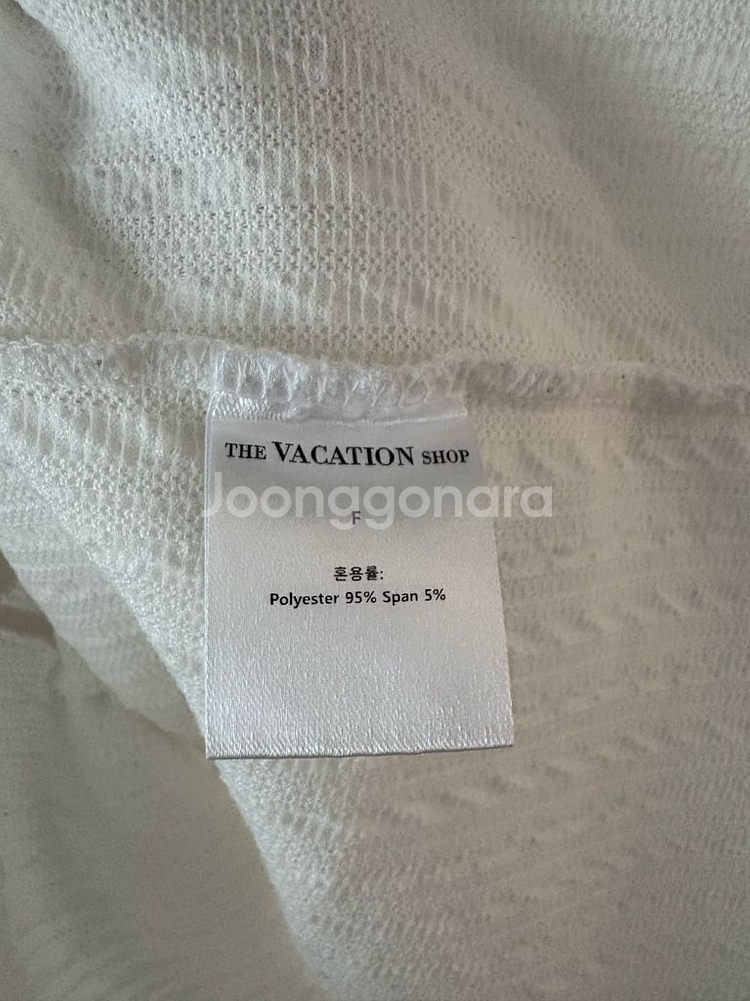 THE VACATION SHOP
Joonggonara
F
혼용률:
Polyester 95% Span 5%